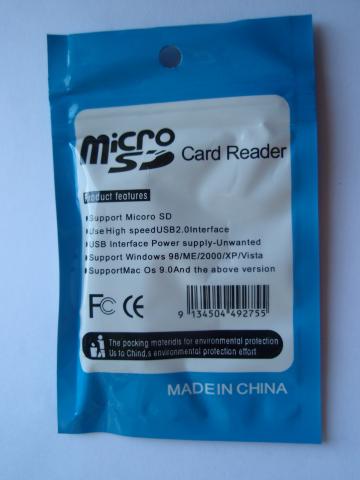 micro
SD Card Reader
Product features
Support Micoro SD
Use High speedUSB2.0Interface
USB Interface Power supply-Unwanted
Support Windows 98/ME/2000/XP/Vista
SupportMac Os 9.0And the above version
FC CE
9 134504 492755
The packing materidls for environmental protection
Us to Chind,s environmental protection effort
MADE IN CHINA